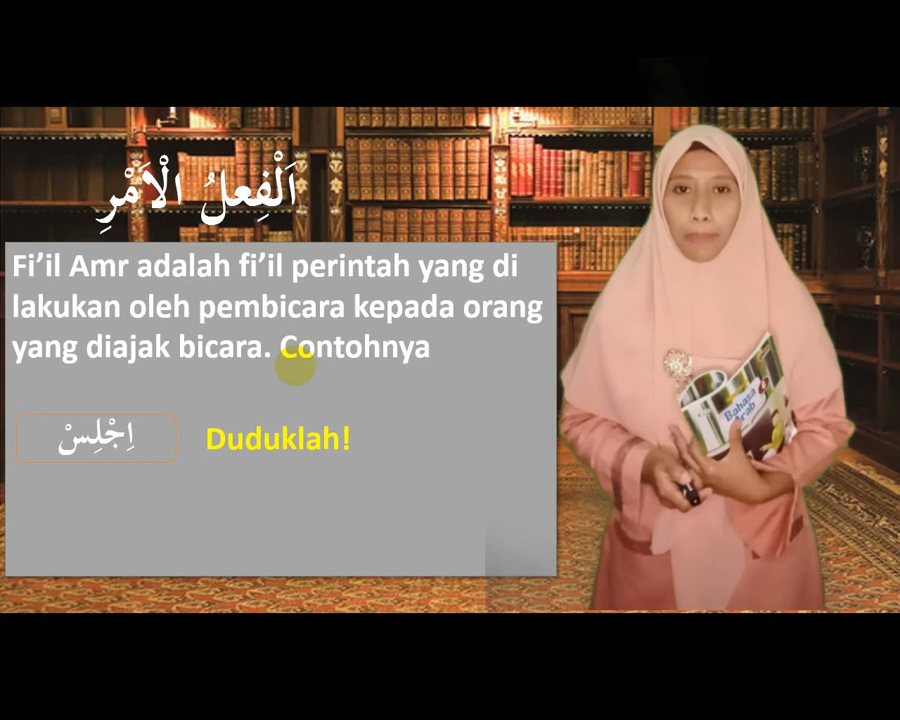 اَلْفِعلُ الْاَمْرِ
Fi’il Amr adalah fi’il perintah yang di
lakukan oleh pembicara kepada orang
yang diajak bicara. Contohnya
اِجْلِسْ
Duduklah!
Bahasa
Arab